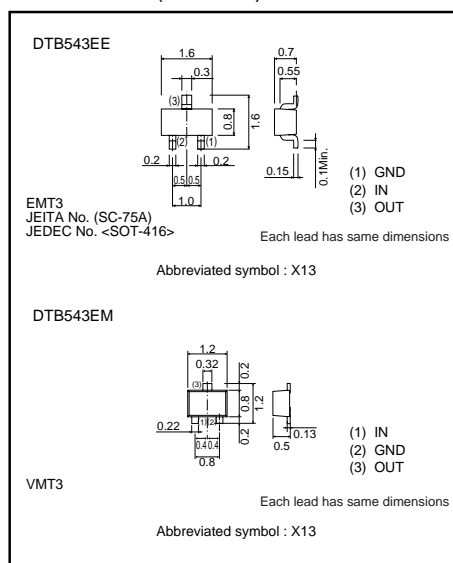 DTB543EE
1.6
0.3
0.7
0.55
(3)
0.8
1.6
(2)
(1)
0.2
0.2
0.5 0.5
1.0
0.15
0.1Min.
(1) GND
(2) IN
(3) OUT
EMT3
JEITA No. (SC-75A)
JEDEC No. <SOT-416>
Each lead has same dimensions
Abbreviated symbol : X13
DTB543EM
1.2
0.32
0.2
(3)
0.8
1.2
(1)
(2)
0.22
0.4 0.4
0.8
0.2
0.5
0.13
(1) IN
(2) GND
(3) OUT
VMT3
Each lead has same dimensions
Abbreviated symbol : X13